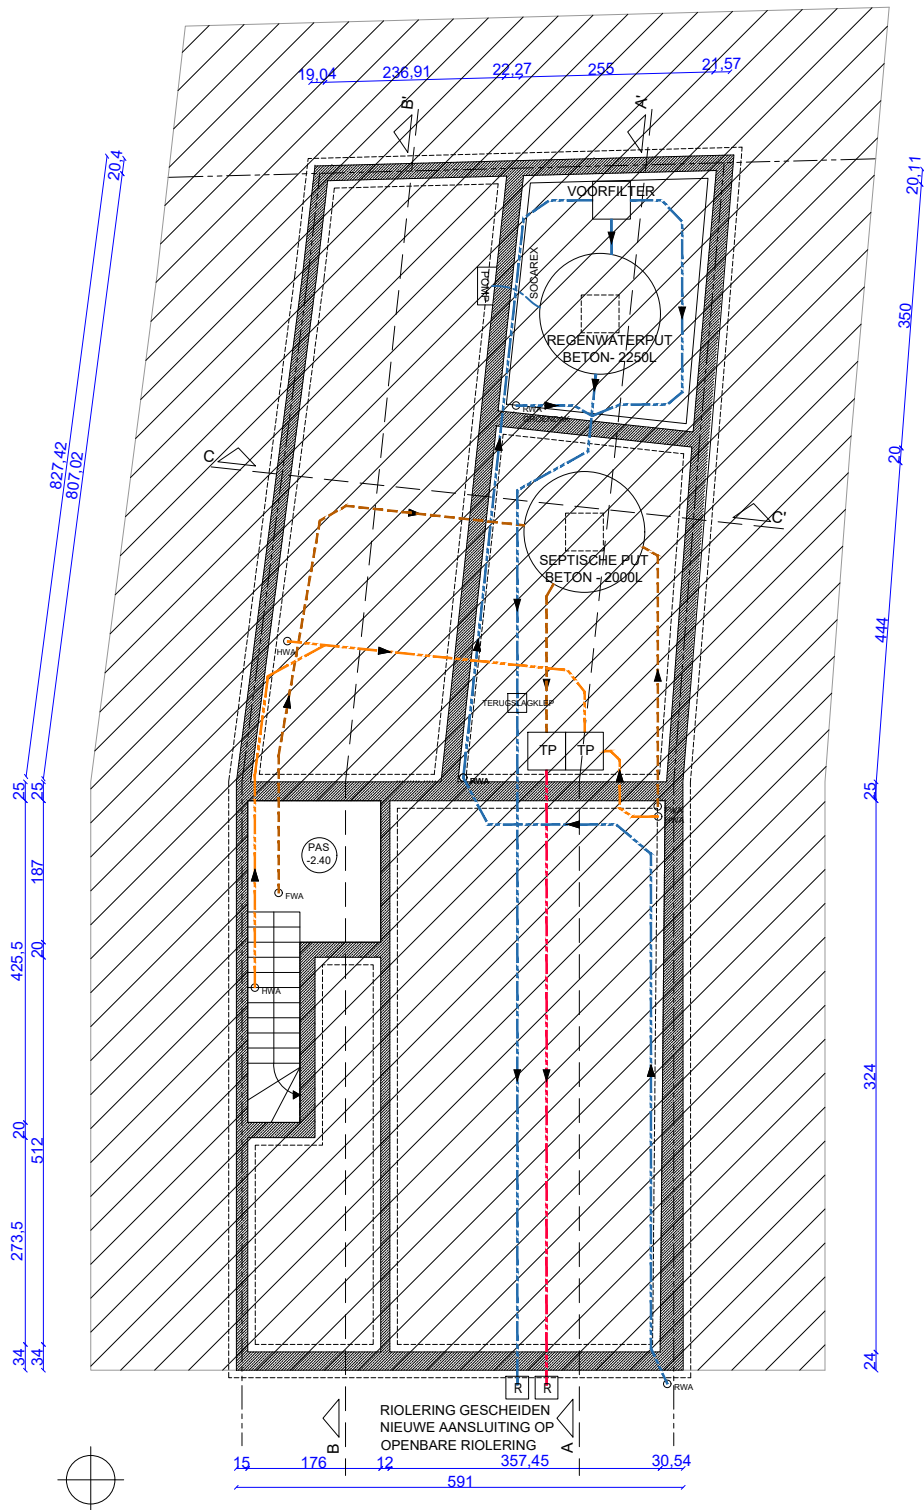 19,04
236,91
22,27
255
21,57
B'
A'
20,4
20,11
VOORFILTER
SOCAREX
POMP
REGENWATERPUT
BETON- 2250L
350
RWA
C
827,42
807,02
20
C'
SEPTISCHE PUT
BETON - 2000L
444
HWA
TERUGSLAGKLEP
TP
TP
RWA
25
25
25
FWA
PAS
-2.40
187
FWA
425,5
20
HWA
324
20
512
273,5
34
34
24
R
R
RWA
RIOLERING GESCHEIDEN
NIEUWE AANSLUITING OP
OPENBARE RIOLERING
B
A
15
176
12
357,45
30,54
591